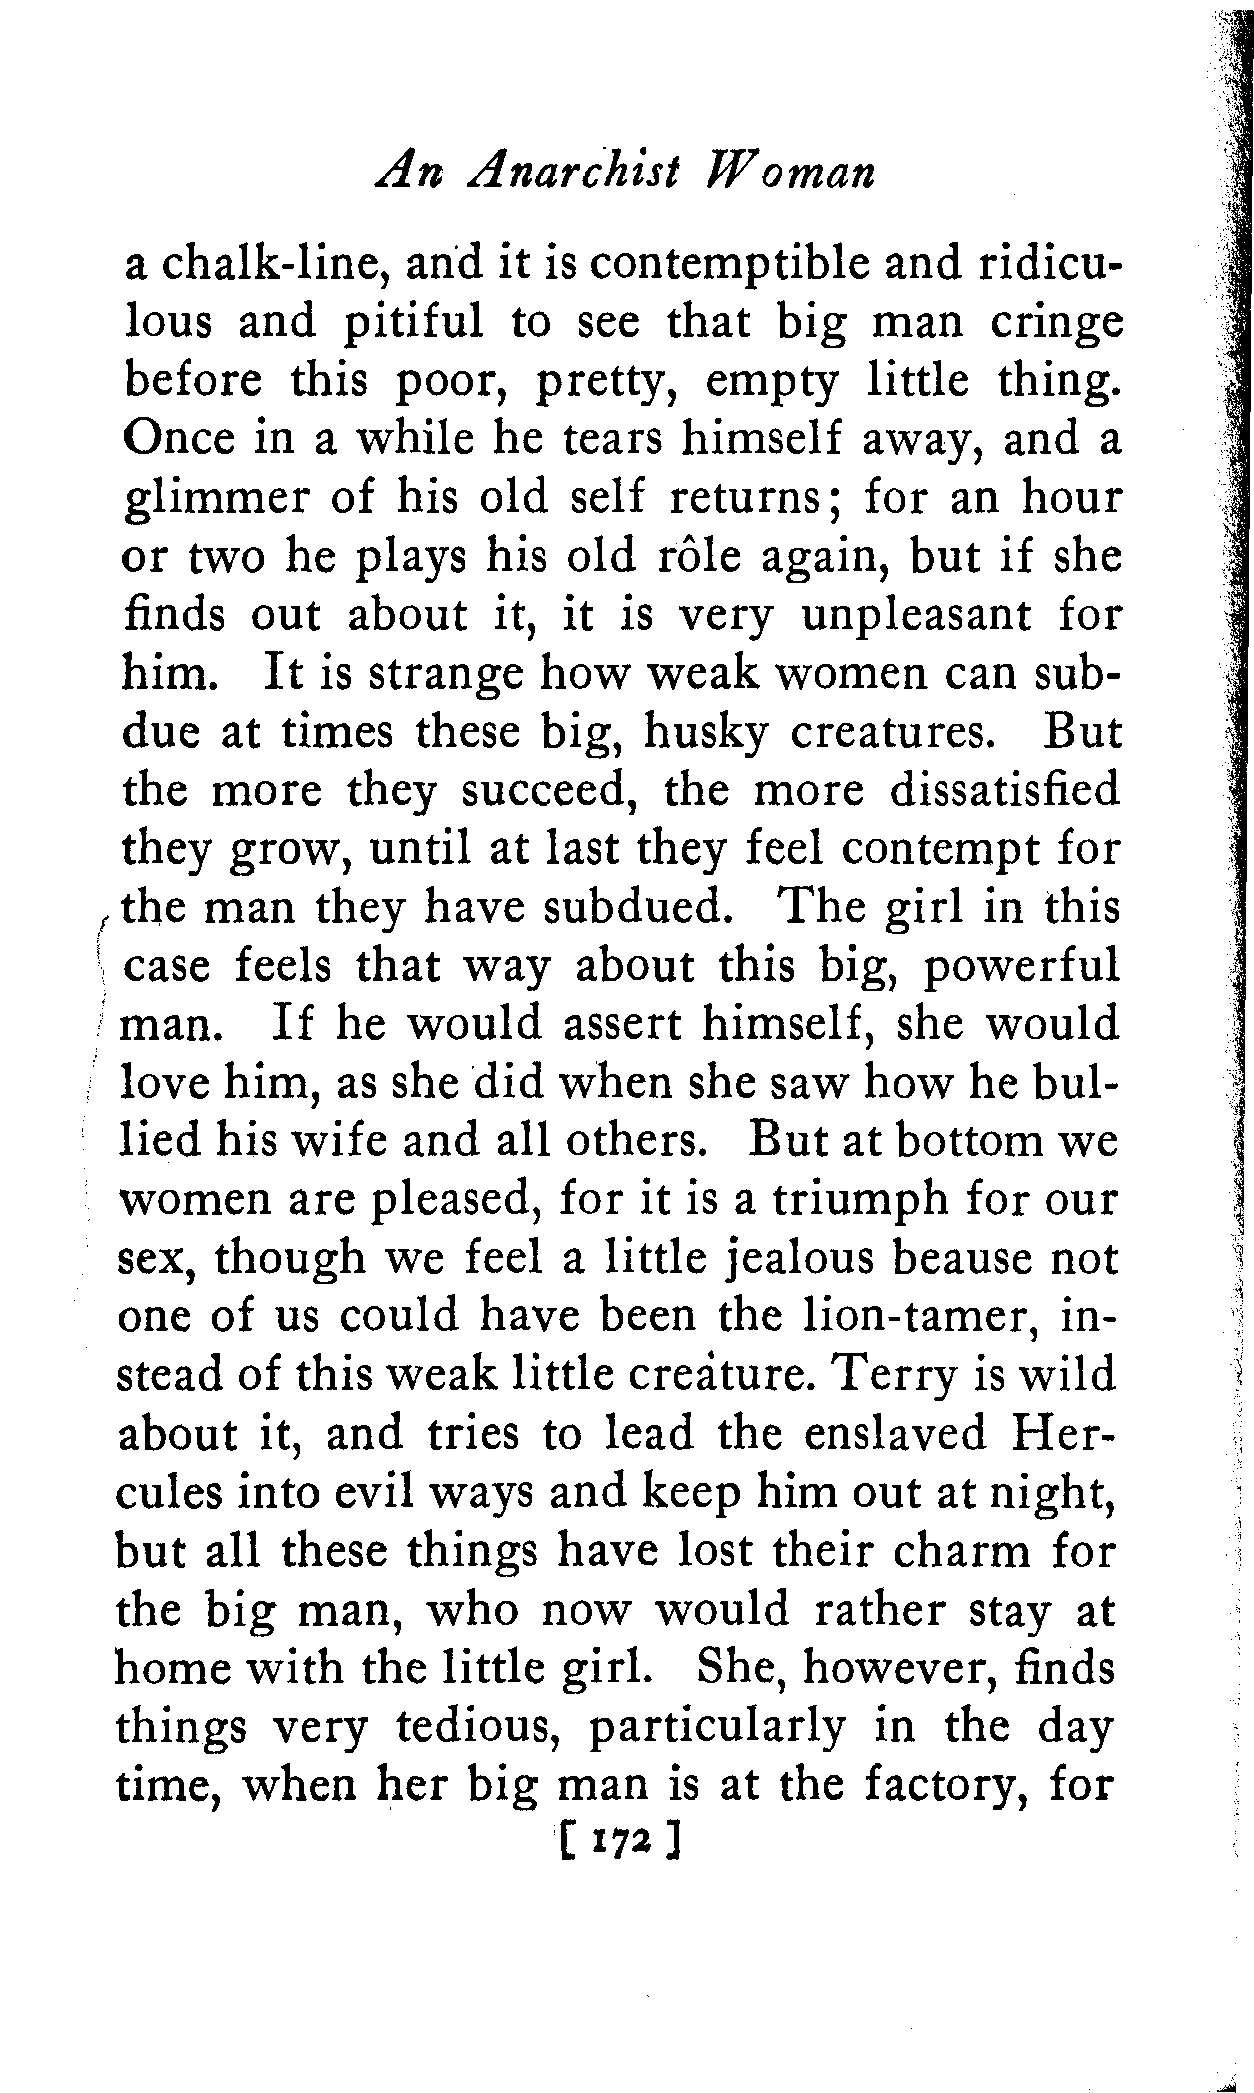 An Anarchist Woman
a chalk-line, and it is contemptible and ridicu-
lous and pitiful to see that big man cringe
before this poor, pretty, empty little thing.
Once in a while he tears himself away, and a
glimmer of his old self returns; for an hour
or two he plays his old rôle again, but if she
finds out about it, it is very unpleasant for
him. It is strange how weak women can sub-
due at times these big, husky creatures. But
the more they succeed, the more dissatisfied
they grow, until at last they feel contempt for
the man they have subdued. The girl in this
case feels that way about this big, powerful
man. If he would assert himself, she would
love him, as she did when she saw how he bul-
lied his wife and all others. But at bottom we
women are pleased, for it is a triumph for our
sex, though we feel a little jealous beause not
one of us could have been the lion-tamer, in-
stead of this weak little creature. Terry is wild
about it, and tries to lead the enslaved Her-
cules into evil ways and keep him out at night,
but all these things have lost their charm for
the big man, who now would rather stay at
home with the little girl. She, however, finds
things very tedious, particularly in the day
time, when her big man is at the factory, for
[ 172 ]